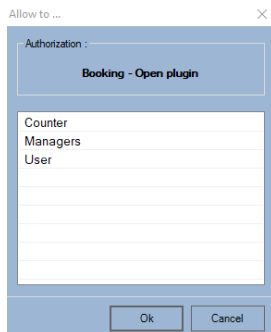 Allow to ...
Authorization :
Booking - Open plugin
Counter
Managers
User
Ok
Cancel